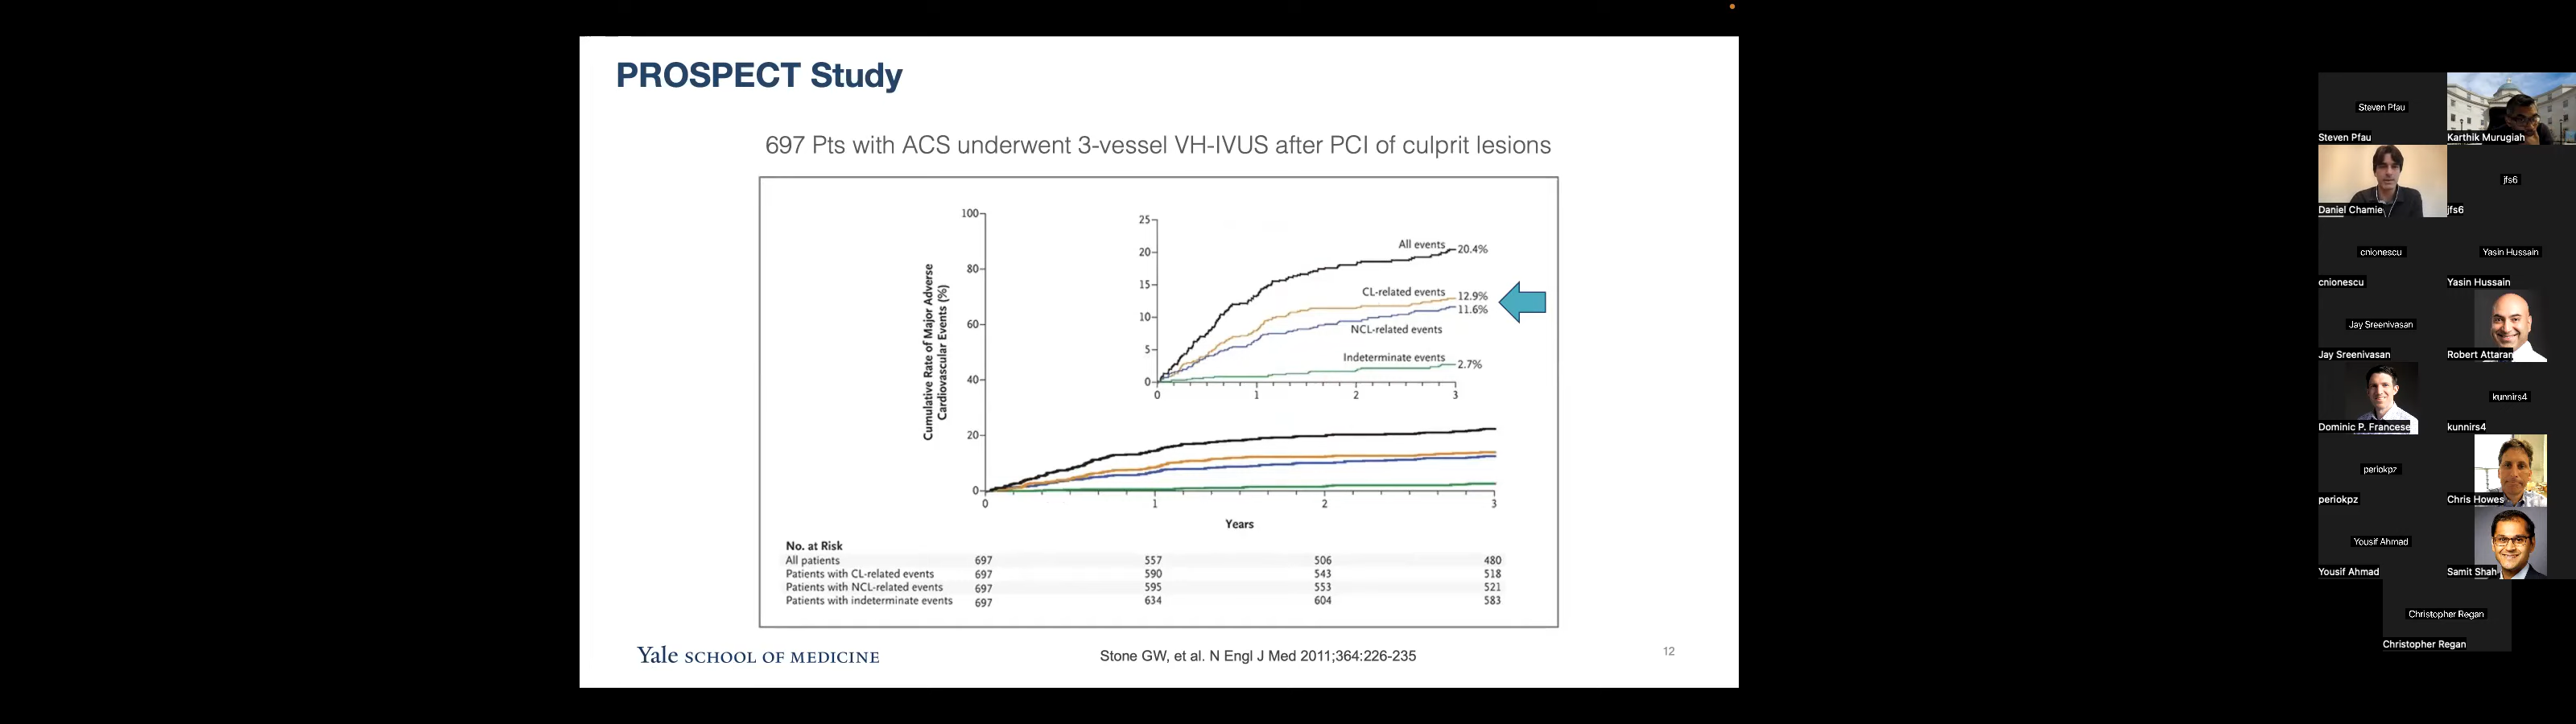 PROSPECT Study
697 Pts with ACS underwent 3-vessel VH-IVUS after PCI of culprit lesions
Cumulative Rate of Major Adverse
Cardiovascular Events (%)
100
80
60
40
20
0
0 1 2 3
Years
25
20
15
10
5
0
0 1 2 3
All events 20.4%
CL-related events 12.9%
11.6%
NCL-related events
Indeterminate events 2.7%
No. at Risk
All patients 697 557 506 480
Patients with CL-related events 697 590 543 518
Patients with NCL-related events 697 595 553 521
Patients with indeterminate events 697 634 604 583
Yale SCHOOL OF MEDICINE
Stone GW, et al. N Engl J Med 2011;364:226-235
12
Steven Pfau
Steven Pfau
Karthik Murugiah
Daniel Chamie
jfs6
jfs6
cnionescu
cnionescu
Yasin Hussain
Yasin Hussain
Jay Sreenivasan
Jay Sreenivasan
Robert Attaran
Dominic P. Francese
kunnirs4
kunnirs4
periokpz
periokpz
Chris Howes
Yousif Ahmad
Yousif Ahmad
Samit Shah
Christopher Regan
Christopher Regan